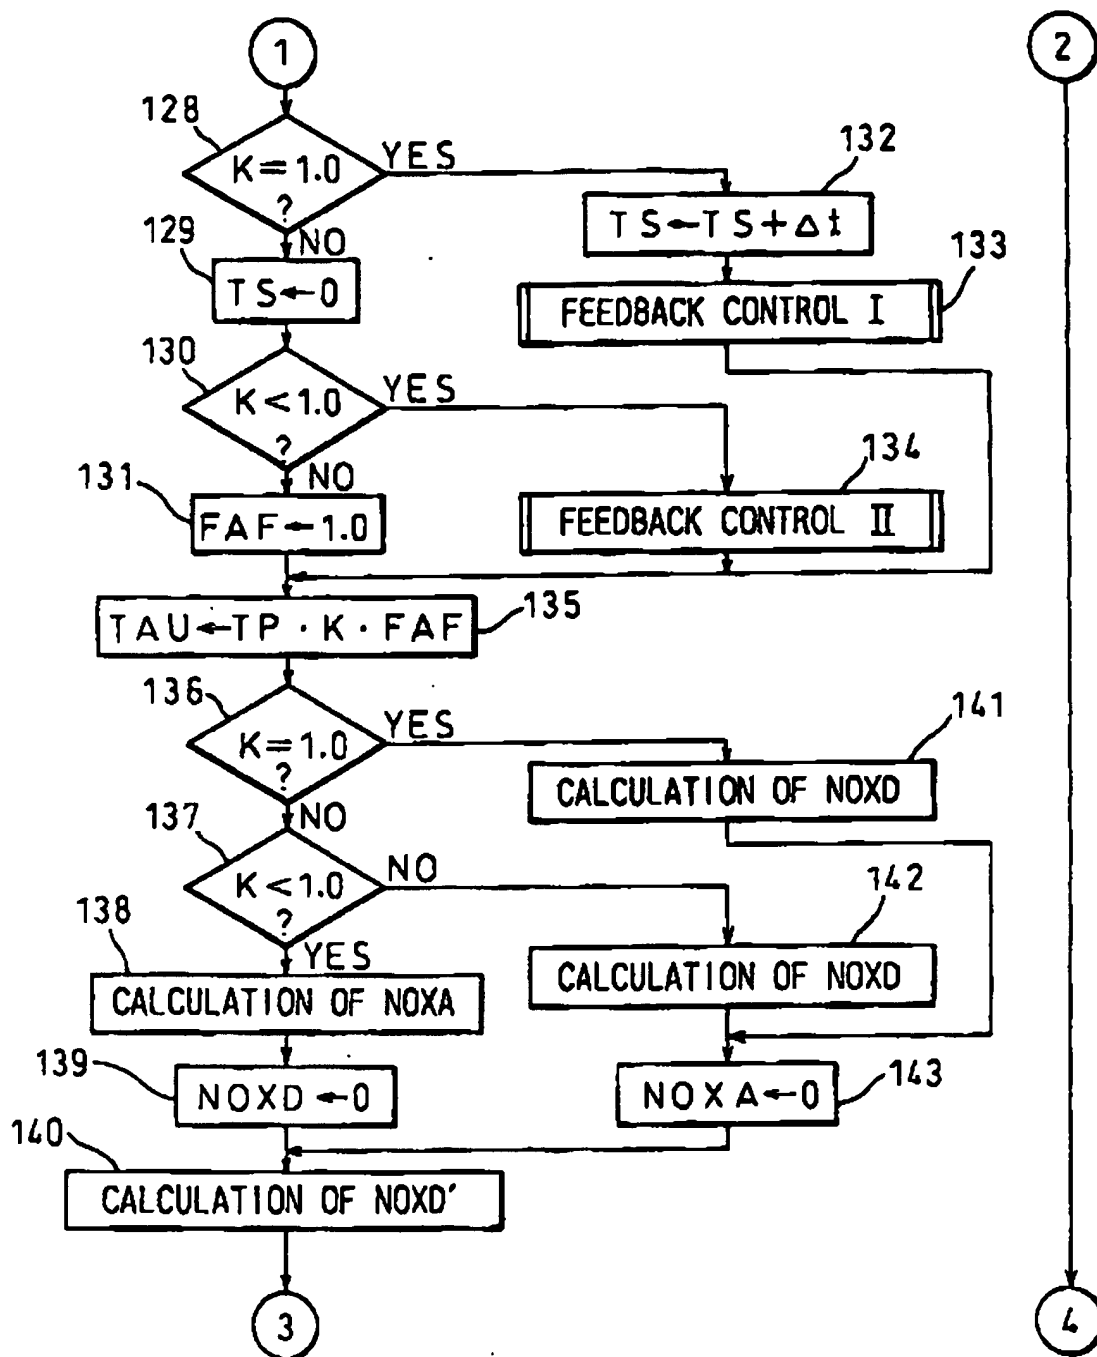 1
2
128
K=1.0
?
YES
NO
132
TS←TS+Δt
129
TS←0
133
FEEDBACK CONTROL I
130
K<1.0
?
YES
NO
134
131
FAF←1.0
FEEDBACK CONTROL II
TAU←TP·K·FAF
135
136
K=1.0
?
YES
NO
141
CALCULATION OF NOXD
137
K<1.0
?
NO
YES
142
138
CALCULATION OF NOXA
CALCULATION OF NOXD
139
NOXD←0
NOXA←0
143
140
CALCULATION OF NOXD'
3
4